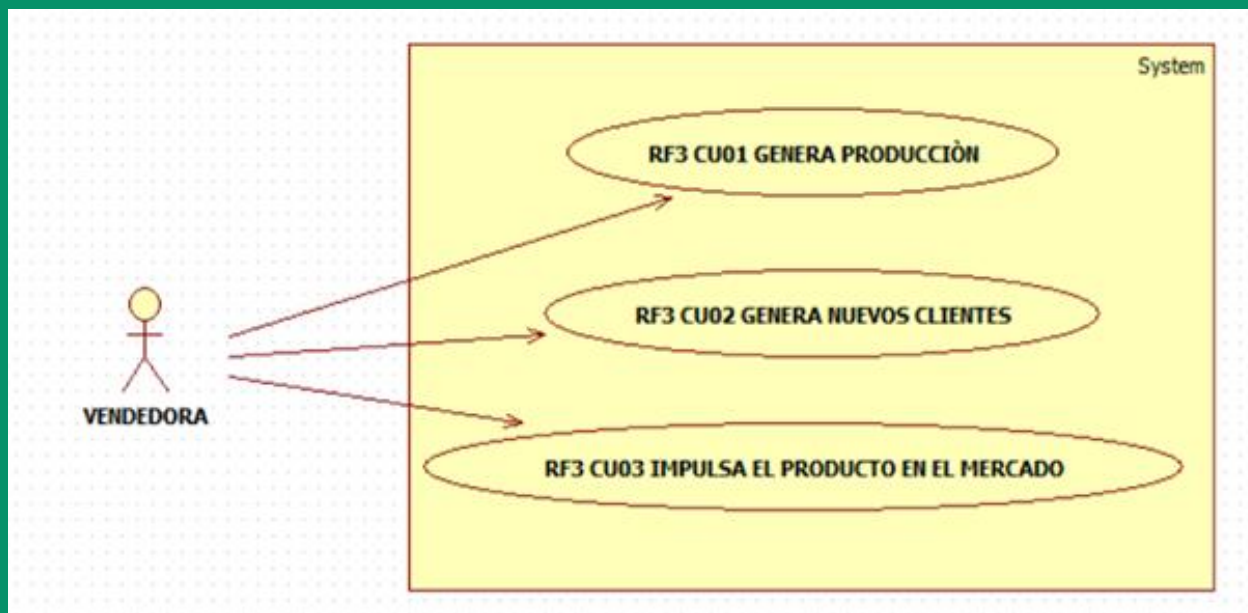 System
RF3 CU01 GENERA PRODUCCIÒN
RF3 CU02 GENERA NUEVOS CLIENTES
VENDEDORA
RF3 CU03 IMPULSA EL PRODUCTO EN EL MERCADO